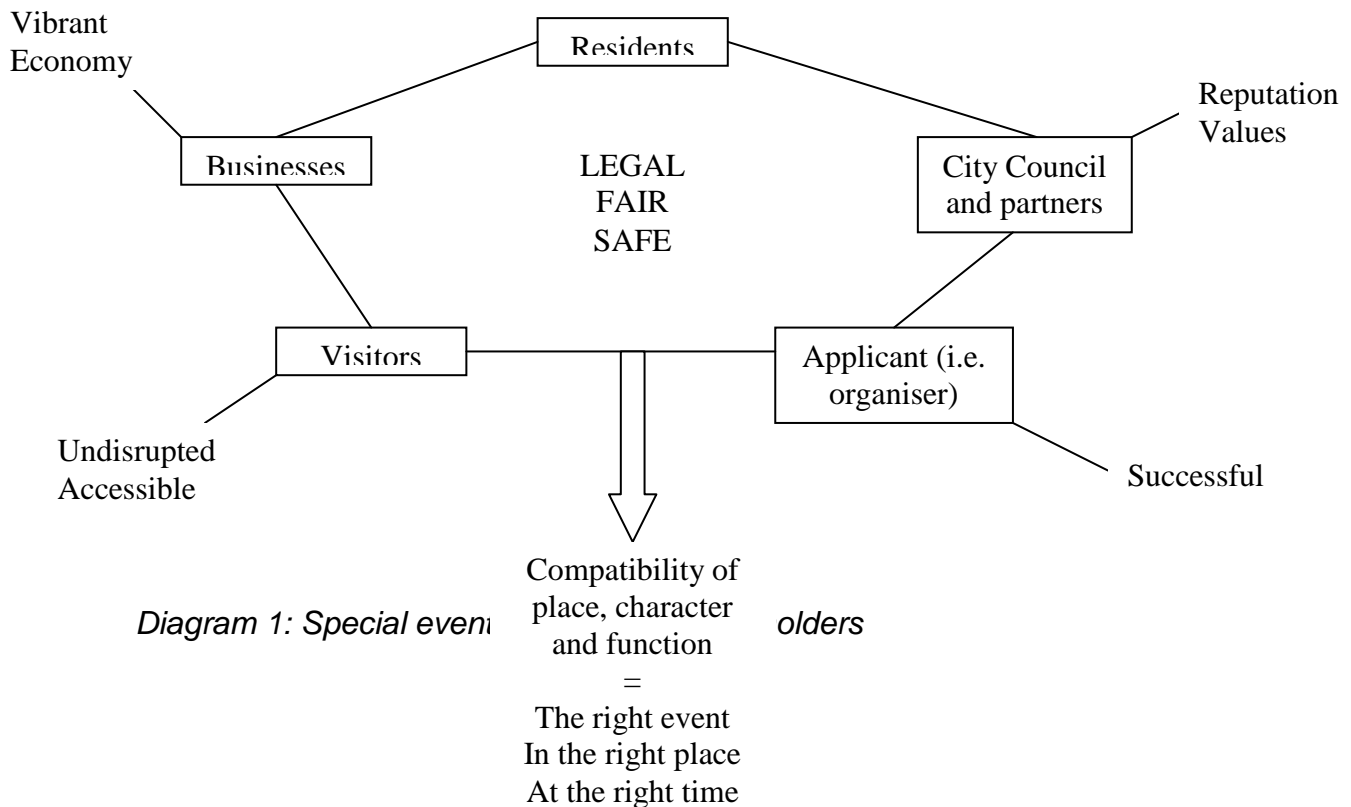 Vibrant
Economy
Residents
Reputation
Values
Businesses
LEGAL
FAIR
SAFE
City Council
and partners
Visitors
Applicant (i.e.
organiser)
Undisrupted
Accessible
Successful
Compatibility of
place, character
and function
=
The right event
In the right place
At the right time
Diagram 1: Special event olders